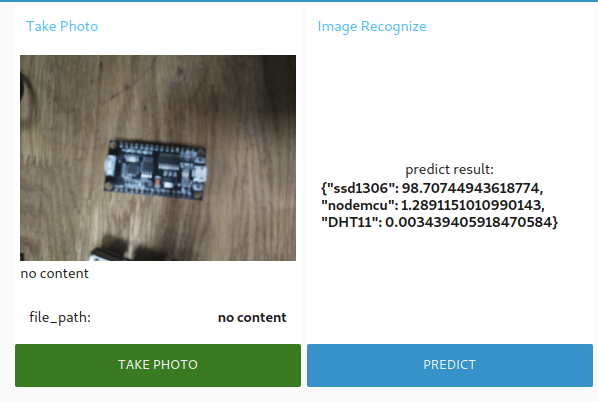 Take Photo
Image Recognize
no content
file_path:
no content
predict result:
{"ssd1306": 98.70744943618774,
"nodemcu": 1.2891151010990143,
"DHT11": 0.003439405918470584}
TAKE PHOTO
PREDICT